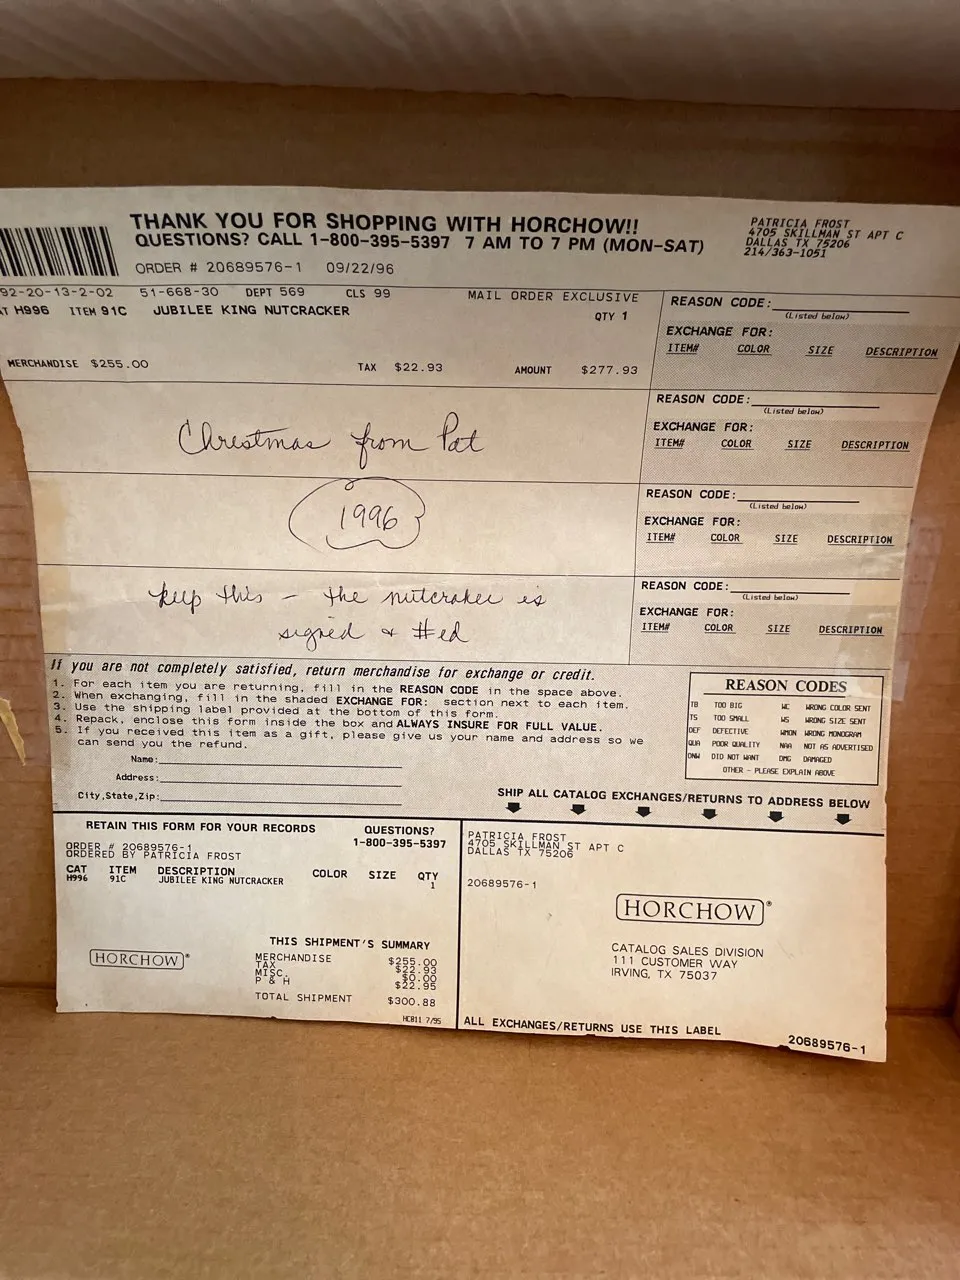 THANK YOU FOR SHOPPING WITH HORCHOW!!
QUESTIONS? CALL 1-800-395-5397 7 AM TO 7 PM (MON-SAT)
ORDER # 20689576-1 09/22/96
PATRICIA FROST
4705 SKILLMAN ST APT C
DALLAS TX 75206
214/363-1051
92-20-13-2-02 51-668-30 DEPT 569 CLS 99 MAIL ORDER EXCLUSIVE
H996 ITEM 91C JUBILEE KING NUTCRACKER QTY 1
MERCHANDISE $255.00 TAX $22.93 AMOUNT $277.93
REASON CODE:
(Listed below)
EXCHANGE FOR:
ITEM# COLOR SIZE DESCRIPTION
Christmas from Pat
REASON CODE:
(Listed below)
EXCHANGE FOR:
ITEM# COLOR SIZE DESCRIPTION
1996
REASON CODE:
(Listed below)
EXCHANGE FOR:
ITEM# COLOR SIZE DESCRIPTION
keep this - the nutcraker is
signed & #ed
REASON CODE:
(Listed below)
EXCHANGE FOR:
ITEM# COLOR SIZE DESCRIPTION
If you are not completely satisfied, return merchandise for exchange or credit.
1. For each item you are returning, fill in the REASON CODE in the space above.
2. When exchanging, fill in the shaded EXCHANGE FOR: section next to each item.
3. Use the shipping label provided at the bottom of this form.
4. Repack, enclose this form inside the box and ALWAYS INSURE FOR FULL VALUE.
5. If you received this item as a gift, please give us your name and address so we
can send you the refund.
Name:
Address:
City,State,Zip:
REASON CODES
TB TOO BIG WC WRONG COLOR SENT
TS TOO SMALL WS WRONG SIZE SENT
DEF DEFECTIVE WMON WRONG MONOGRAM
QUA POOR QUALITY NAA NOT AS ADVERTISED
DNW DID NOT WANT DMG DAMAGED
OTHER - PLEASE EXPLAIN ABOVE
SHIP ALL CATALOG EXCHANGES/RETURNS TO ADDRESS BELOW
RETAIN THIS FORM FOR YOUR RECORDS QUESTIONS?
1-800-395-5397
ORDER # 20689576-1
ORDERED BY PATRICIA FROST
CAT ITEM DESCRIPTION COLOR SIZE QTY
H996 91C JUBILEE KING NUTCRACKER 1
THIS SHIPMENT'S SUMMARY
HORCHOW®
MERCHANDISE $255.00
TAX $22.93
MISC. $0.00
P & H $22.95
TOTAL SHIPMENT $300.88
HCB11 7/95
PATRICIA FROST
4705 SKILLMAN ST APT C
DALLAS TX 75206
20689576-1
HORCHOW®
CATALOG SALES DIVISION
111 CUSTOMER WAY
IRVING, TX 75037
ALL EXCHANGES/RETURNS USE THIS LABEL
20689576-1